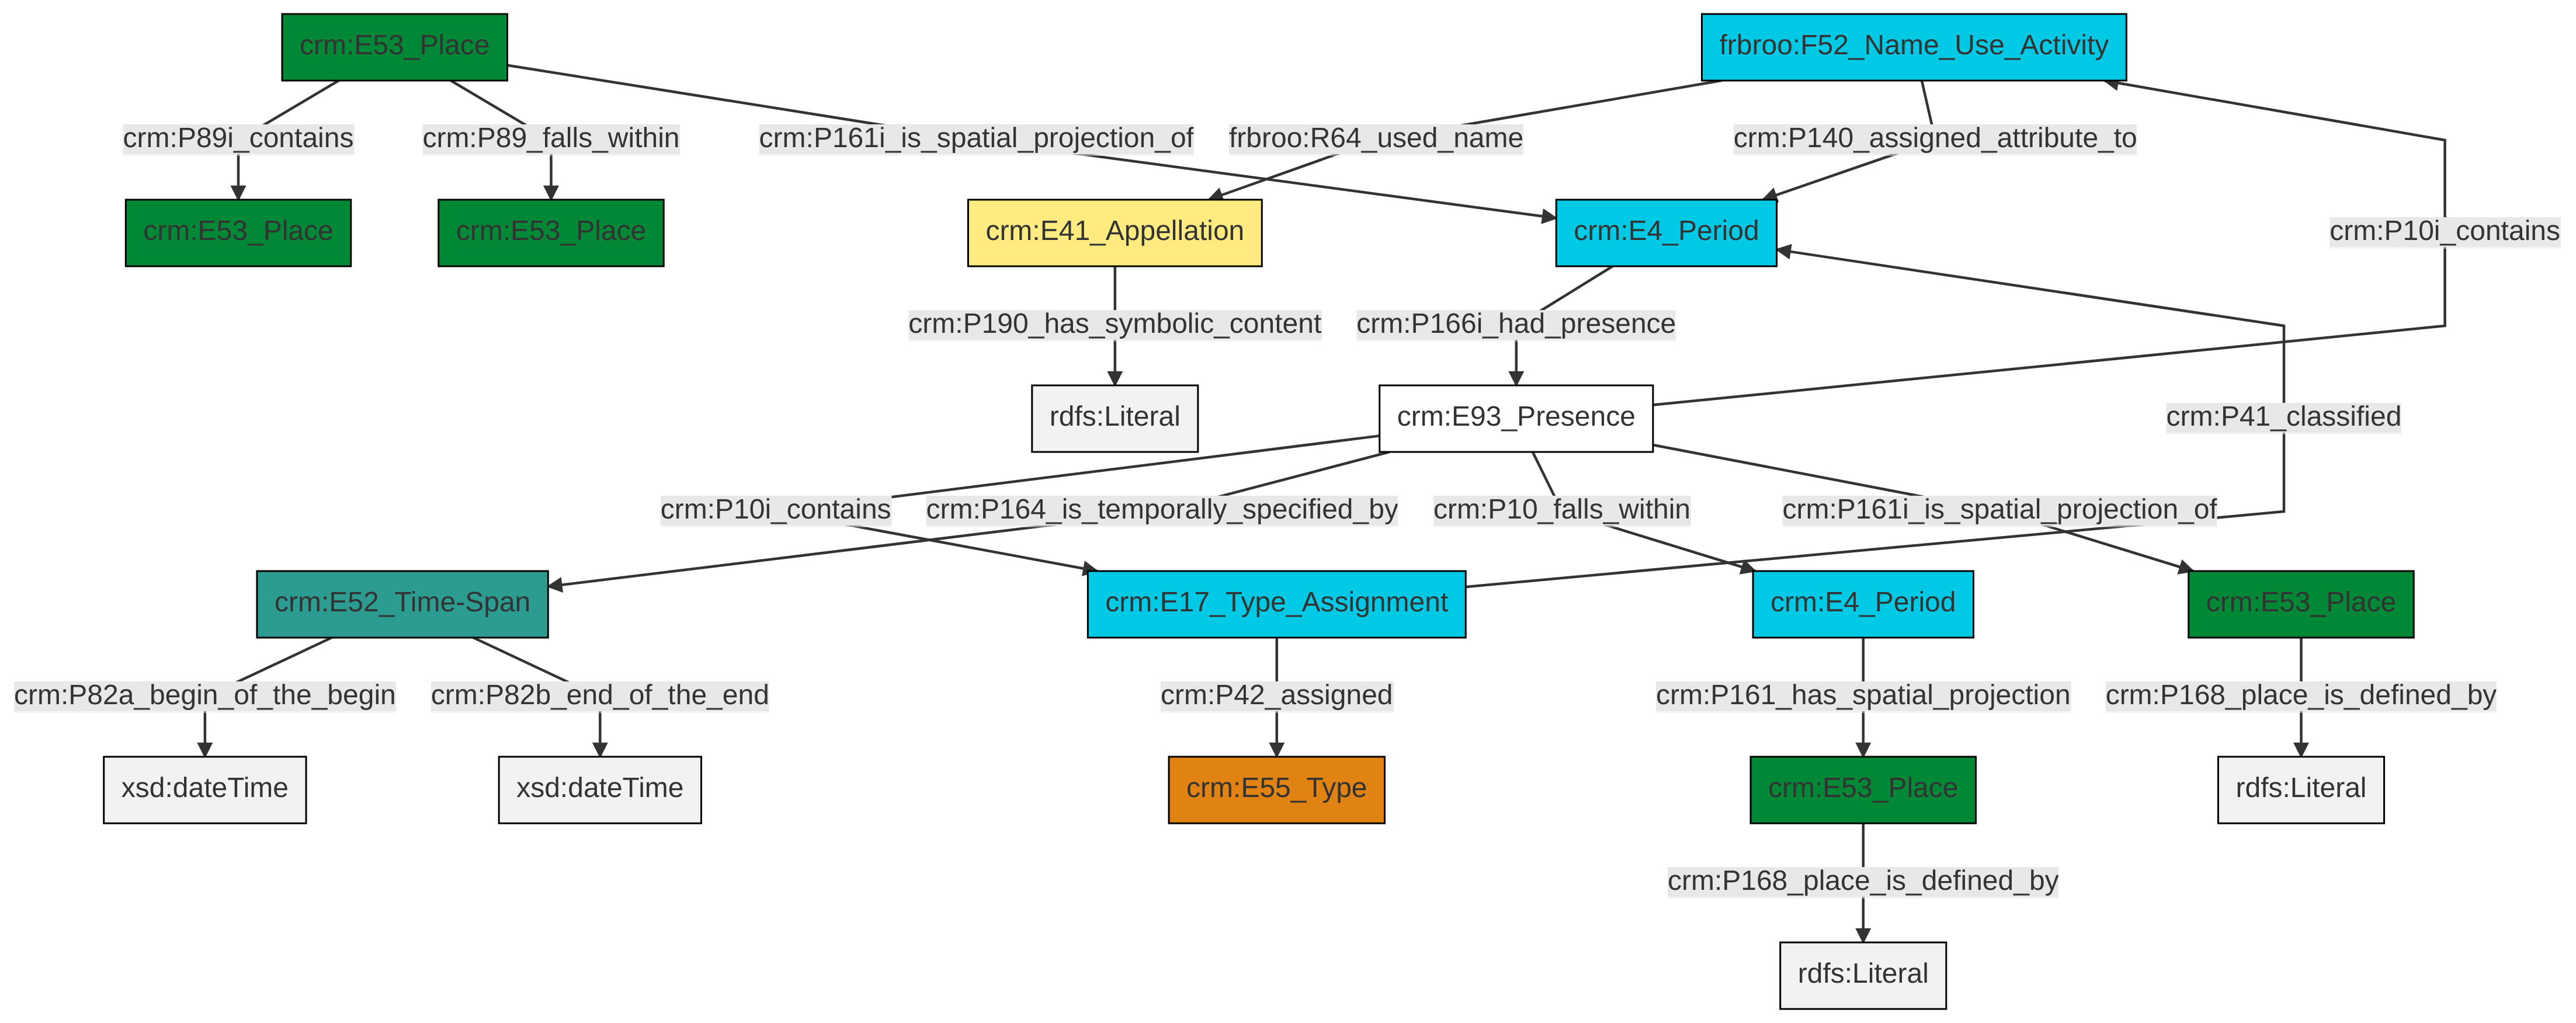 crm:E53_Place
frbroo:F52_Name_Use_Activity
crm:P89i_contains
crm:P89_falls_within
crm:P161i_is_spatial_projection_of
frbroo:R64_used_name
crm:P140_assigned_attribute_to
crm:E53_Place
crm:E53_Place
crm:E41_Appellation
crm:E4_Period
crm:P10i_contains
crm:P190_has_symbolic_content
crm:P166i_had_presence
rdfs:Literal
crm:E93_Presence
crm:P41_classified
crm:P10i_contains
crm:P164_is_temporally_specified_by
crm:P10_falls_within
crm:P161i_is_spatial_projection_of
crm:E52_Time-Span
crm:E17_Type_Assignment
crm:E4_Period
crm:E53_Place
crm:P82a_begin_of_the_begin
crm:P82b_end_of_the_end
crm:P42_assigned
crm:P161_has_spatial_projection
crm:P168_place_is_defined_by
xsd:dateTime
xsd:dateTime
crm:E55_Type
crm:E53_Place
rdfs:Literal
crm:P168_place_is_defined_by
rdfs:Literal